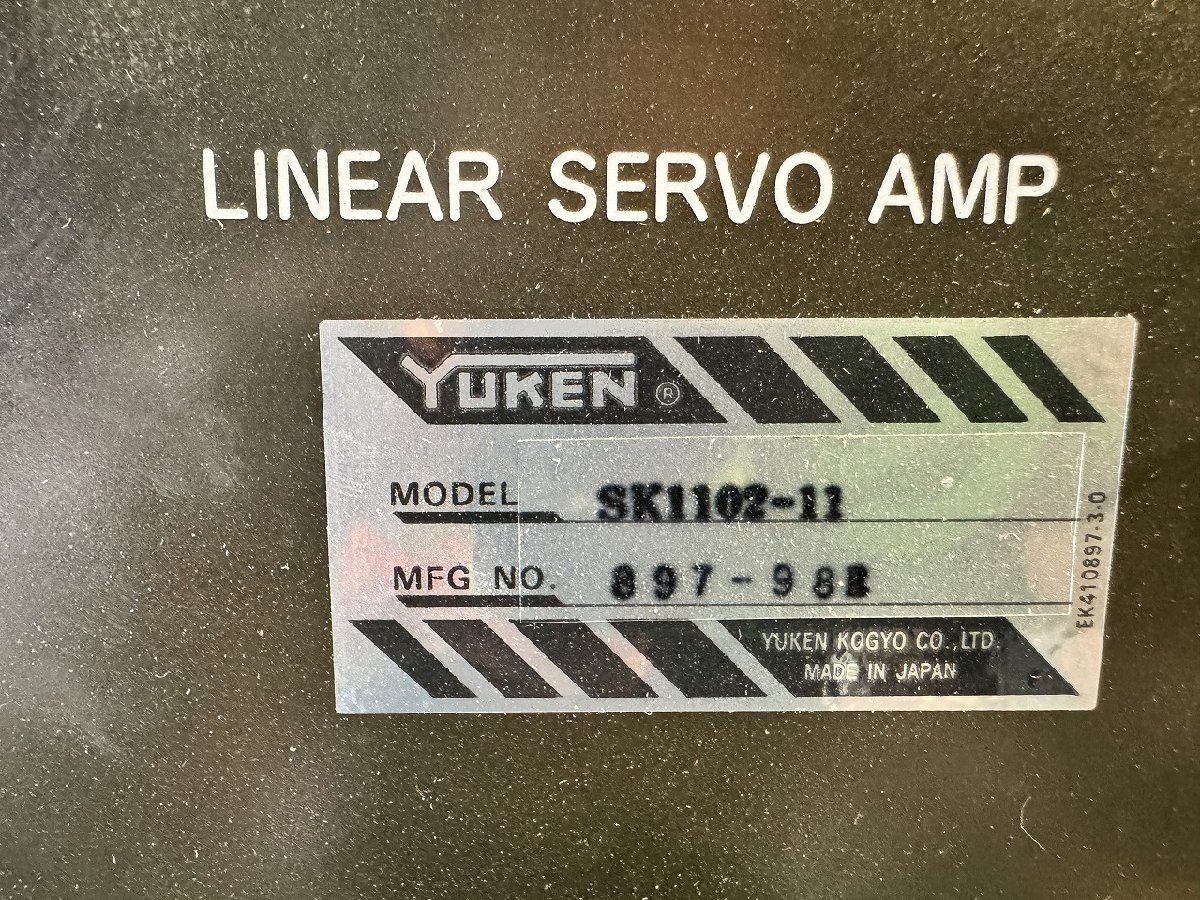 LINEAR SERVO AMP
YUKEN ®
MODEL SK1102-11
MFG NO.
EK410897-3.0
YUKEN KOGYO CO.,LTD.
MADE IN JAPAN